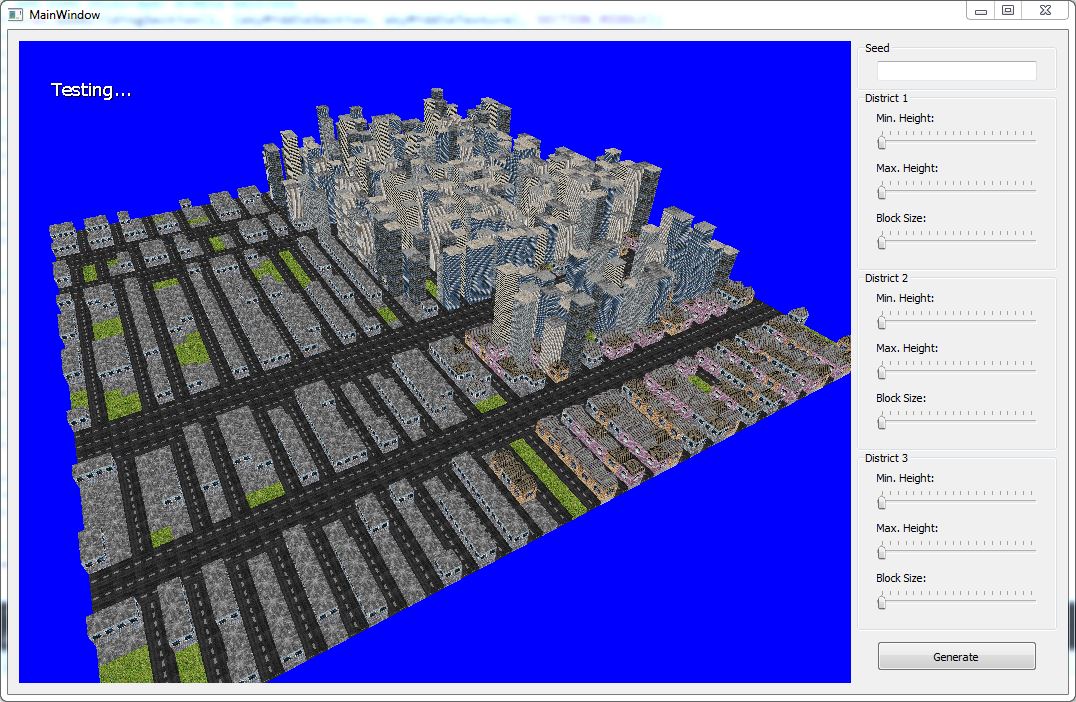 MainWindow
Testing...
Seed
District 1
Min. Height:
Max. Height:
Block Size:
District 2
Min. Height:
Max. Height:
Block Size:
District 3
Min. Height:
Max. Height:
Block Size:
Generate